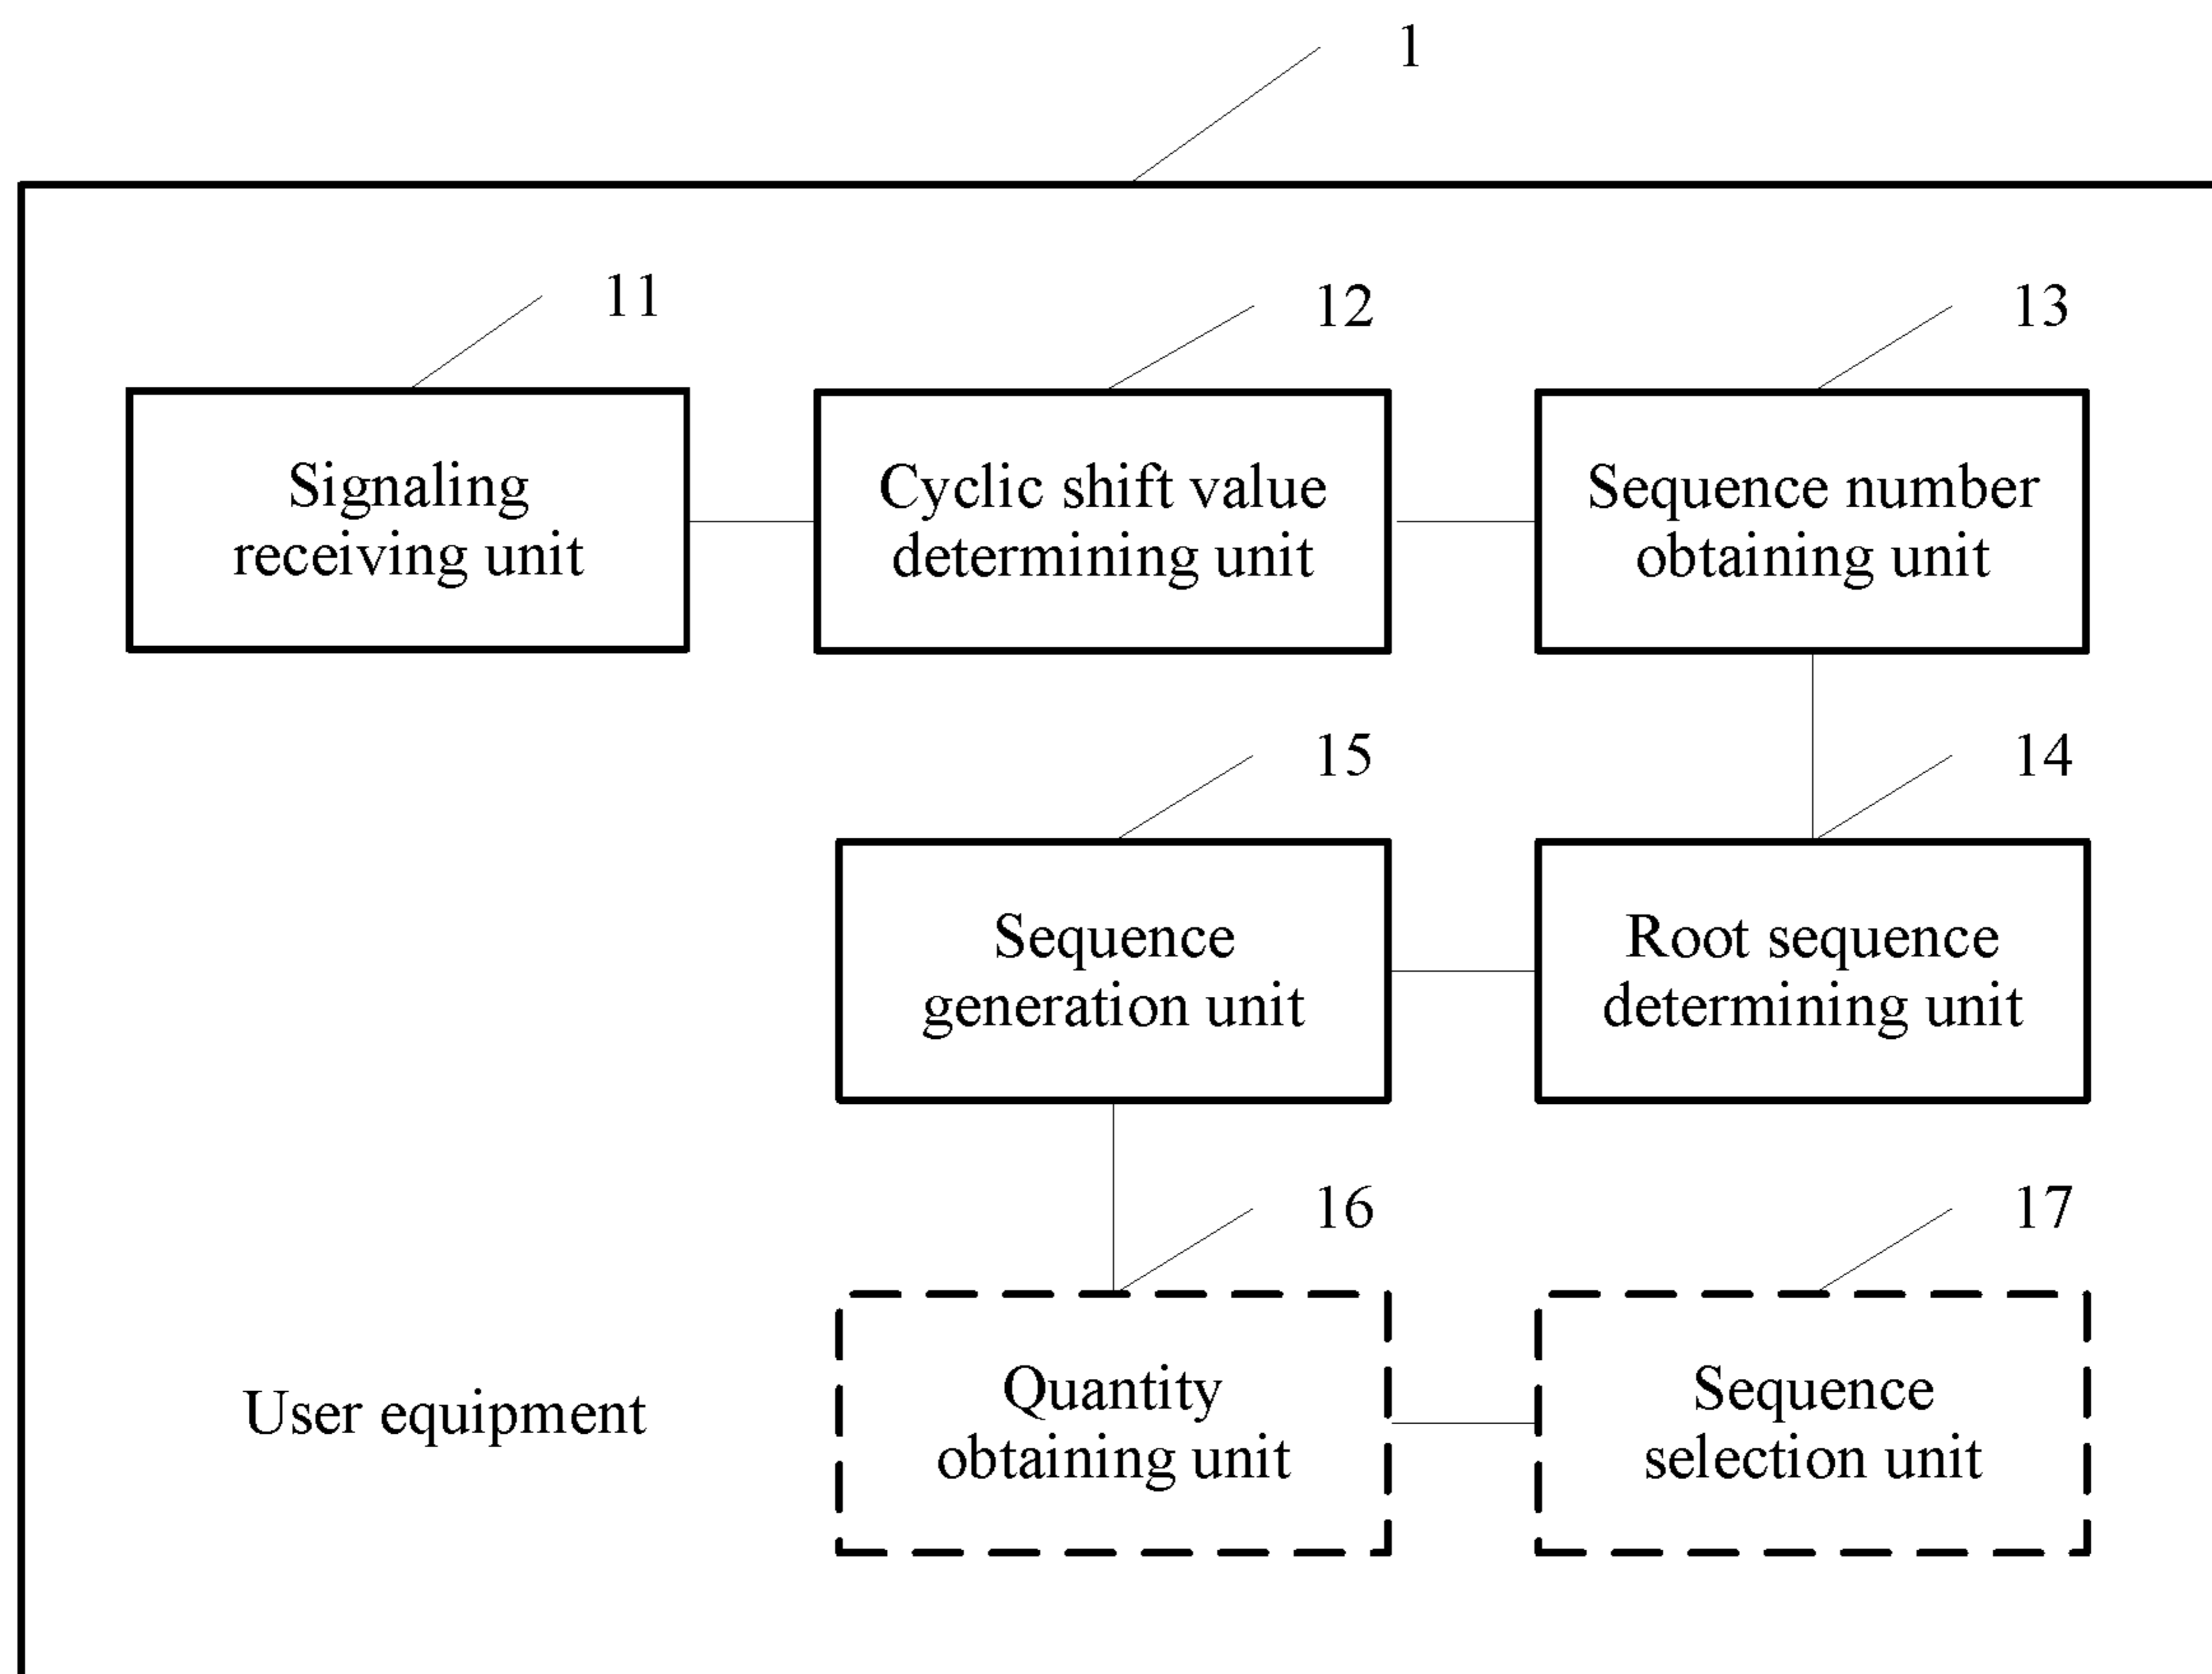 1
11
12
13
Signaling
receiving unit
Cyclic shift value
determining unit
Sequence number
obtaining unit
15
14
Sequence
generation unit
Root sequence
determining unit
16
17
User equipment
Quantity
obtaining unit
Sequence
selection unit